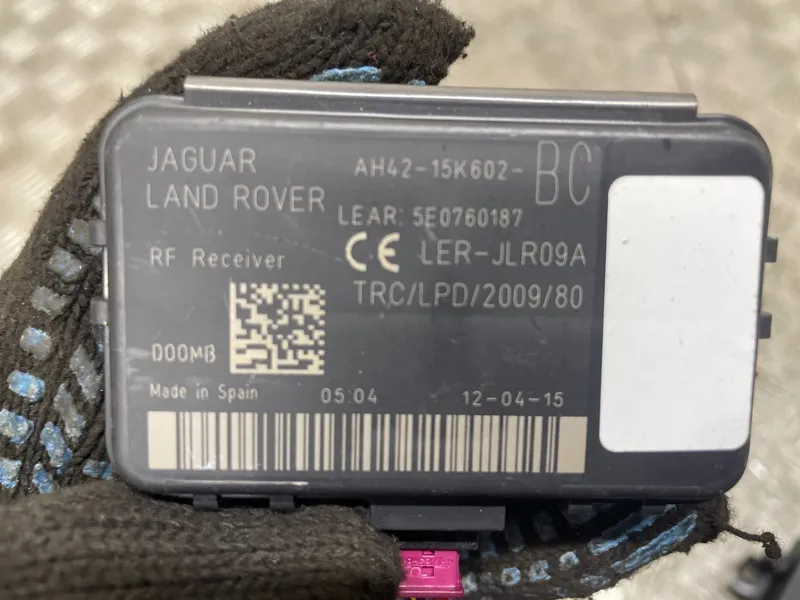 JAGUAR
LAND ROVER
AH42-15K602-BC
LEAR: 5E0760187
RF Receiver
CE LER-JLR09A
TRC/LPD/2009/80
D00MB
Made in Spain 05:04 12-04-15